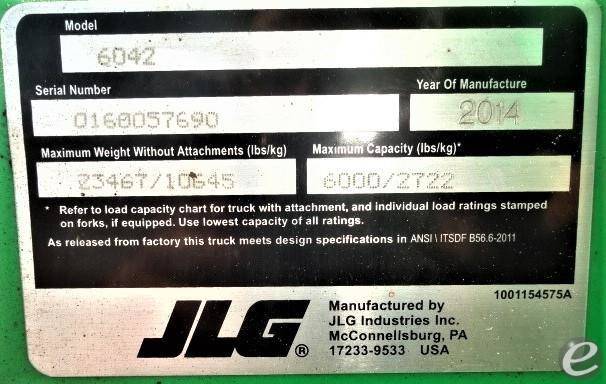 Model
6042
Serial Number
Year Of Manufacture
0160057690
2014
Maximum Weight Without Attachments (lbs/kg)
Maximum Capacity (lbs/kg)*
23467/10645
6000/2722
* Refer to load capacity chart for truck with attachment, and individual load ratings stamped
on forks, if equipped. Use lowest capacity of all ratings.
As released from factory this truck meets design specifications in ANSI \ ITSDF B56.6-2011
1001154575A
JLG®
Manufactured by
JLG Industries Inc.
McConnellsburg, PA
17233-9533 USA
e